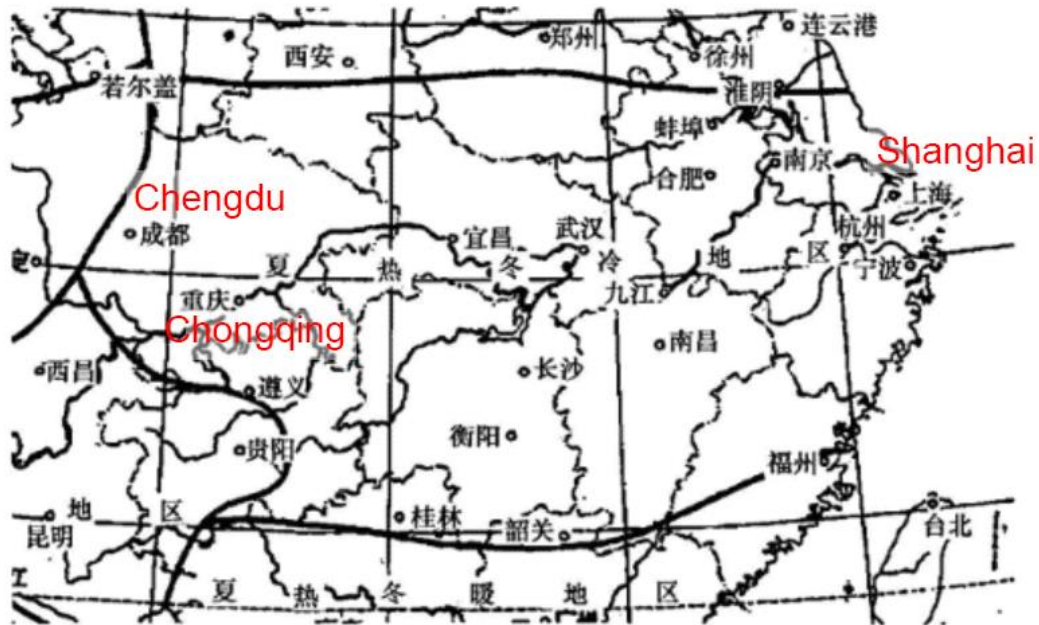 连云港
郑州
西安
徐州
若尔盖
淮阴
蚌埠
Shanghai
南京
合肥
Chengdu
上海
成都
宜昌
武汉
杭州
夏热冬冷地区
宁波
重庆
九江
Chongqing
南昌
西昌
长沙
遵义
衡阳
贵阳
福州
地区
桂林
韶关
昆明
台北
夏热冬暖地区